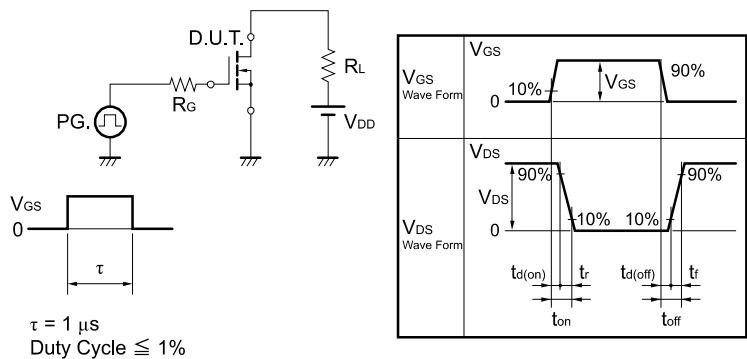 D.U.T.
RL
RG
PG.
VDD
VGS
0
τ
τ = 1 μs
Duty Cycle ≦ 1%
VGS
Wave Form
VGS
10%
90%
VGS
0
VDS
Wave Form
VDS
90%
90%
VDS
10%
10%
0
td(on)
tr
td(off)
tf
ton
toff